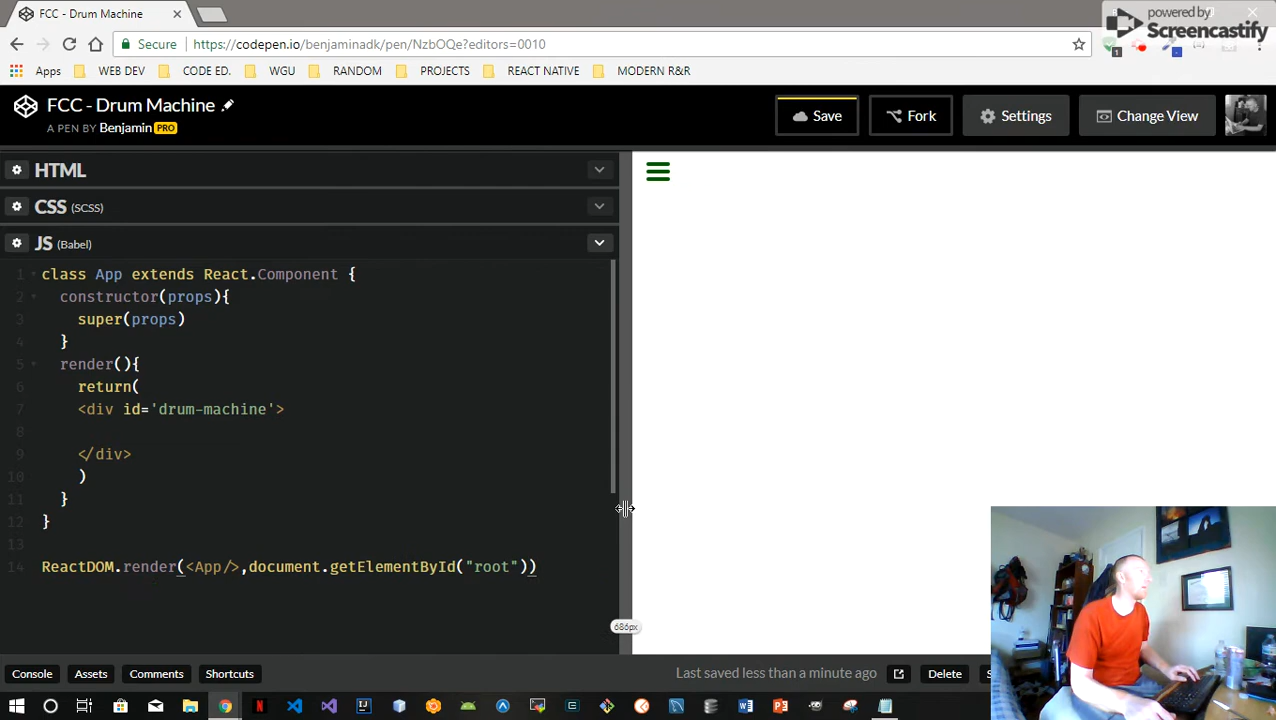 FCC - Drum Machine
powered by
Screencastify
Secure
https://codepen.io/benjaminadk/pen/NzbOQe?editors=0010
Apps
WEB DEV
CODE ED.
WGU
RANDOM
PROJECTS
REACT NATIVE
MODERN R&R
FCC - Drum Machine
A PEN BY Benjamin PRO
Save
Fork
Settings
Change View
HTML
CSS (SCSS)
JS (Babel)
1 class App extends React.Component {
2 constructor(props){
3 super(props)
4 }
5 render(){
6 return(
7 <div id='drum-machine'>
8
9 </div>
10 )
11 }
12 }
13
14 ReactDOM.render(<App/>,document.getElementById("root"))
686px
Console
Assets
Comments
Shortcuts
Last saved less than a minute ago
Delete